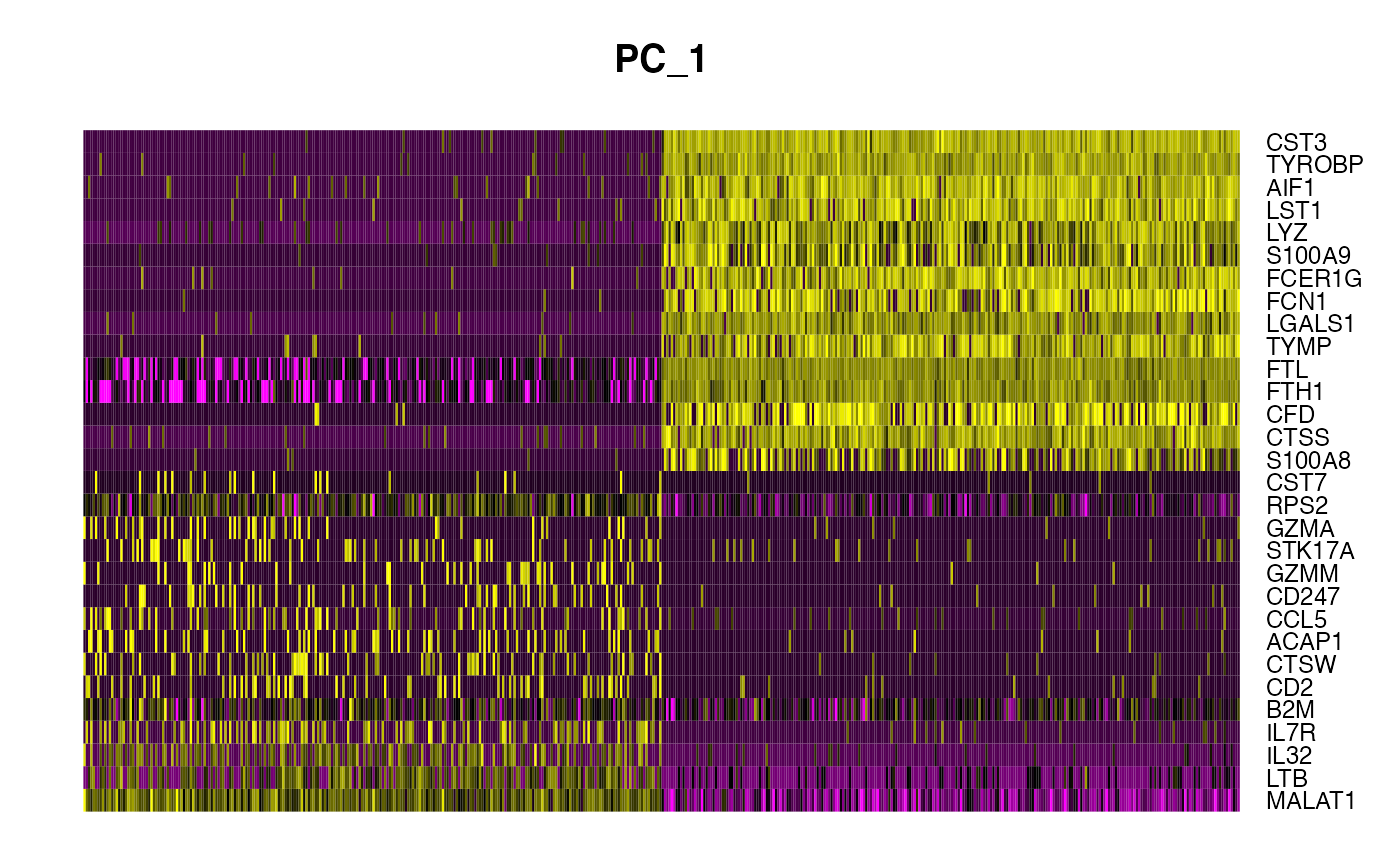 PC_1
CST3
TYROBP
AIF1
LST1
LYZ
S100A9
FCER1G
FCN1
LGALS1
TYMP
FTL
FTH1
CFD
CTSS
S100A8
CST7
RPS2
GZMA
STK17A
GZMM
CD247
CCL5
ACAP1
CTSW
CD2
B2M
IL7R
IL32
LTB
MALAT1